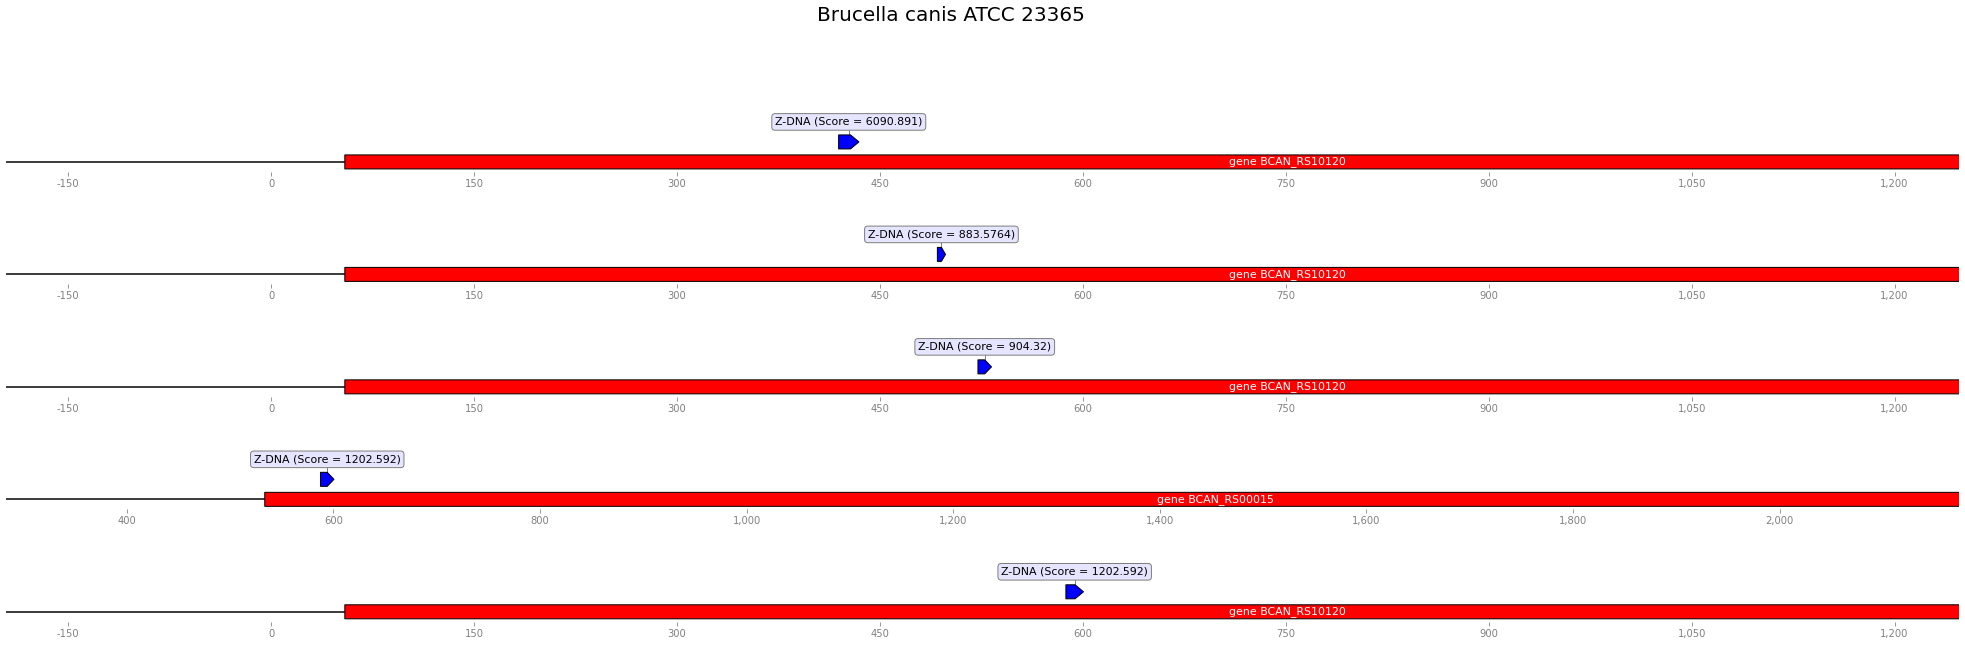 Brucella canis ATCC 23365
Z-DNA (Score = 6090.891)
gene BCAN_RS10120
-150 0 150 300 450 600 750 900 1,050 1,200
Z-DNA (Score = 883.5764)
gene BCAN_RS10120
-150 0 150 300 450 600 750 900 1,050 1,200
Z-DNA (Score = 904.32)
gene BCAN_RS10120
-150 0 150 300 450 600 750 900 1,050 1,200
Z-DNA (Score = 1202.592)
gene BCAN_RS00015
400 600 800 1,000 1,200 1,400 1,600 1,800 2,000
Z-DNA (Score = 1202.592)
gene BCAN_RS10120
-150 0 150 300 450 600 750 900 1,050 1,200